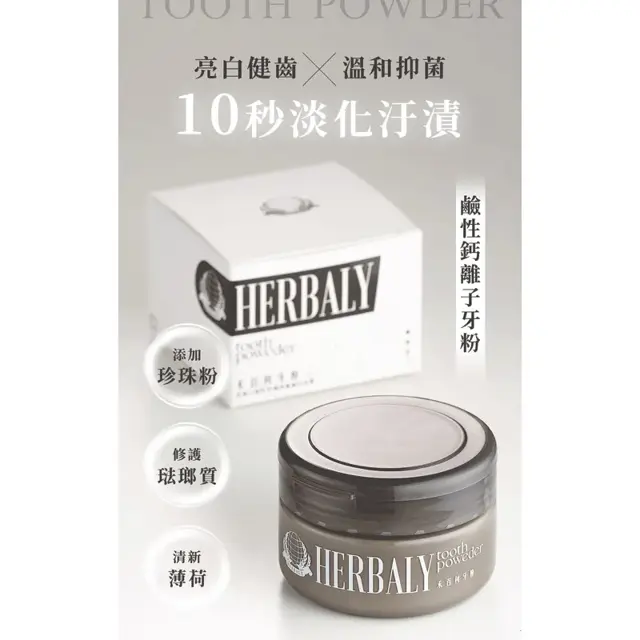 TOOTH POWDER
亮白健齒 × 溫和抑菌
10秒淡化汙漬
鹼性鈣離子牙粉
HERBALY
tooth
powder
添加
珍珠粉
修護
琺瑯質
清新
薄荷
HERBALY
tooth
poweder